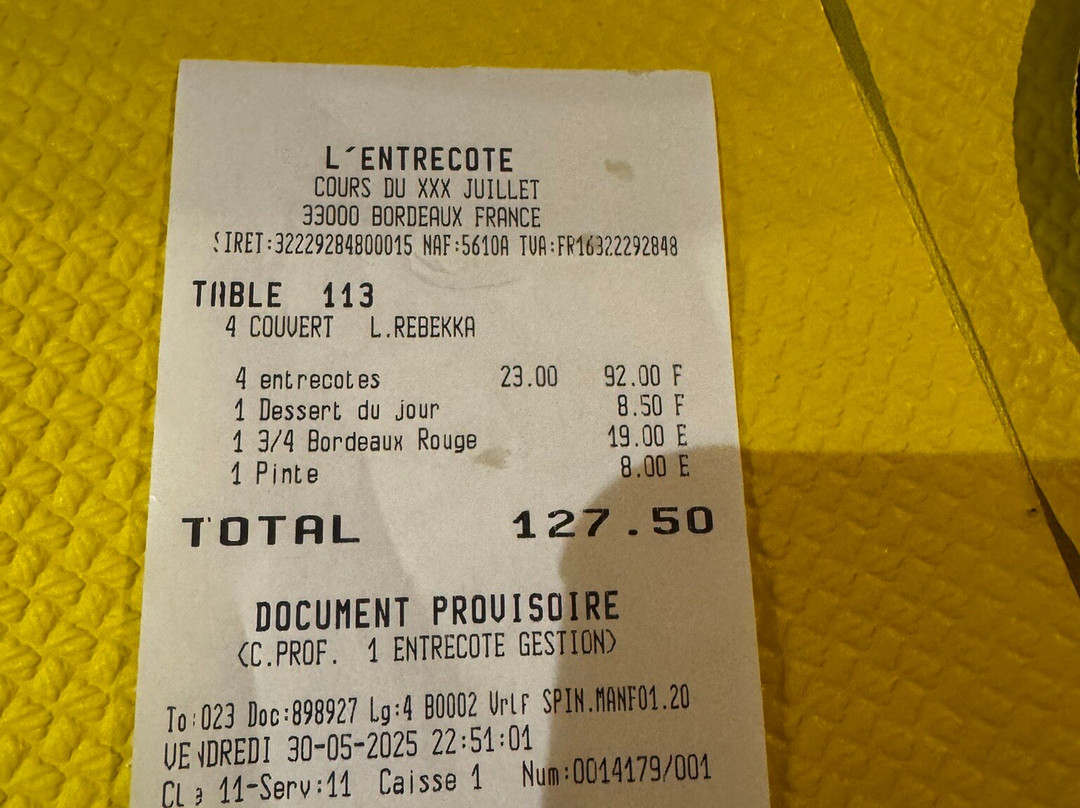 L´ENTRECOTE
COURS DU XXX JUILLET
33000 BORDEAUX FRANCE
SIRET:32229284800015 NAF:5610A TVA:FR16322292848
TABLE 113
4 COUVERT L.REBEKKA
4 entrecotes 23.00 92.00 F
1 Dessert du jour 8.50 F
1 3/4 Bordeaux Rouge 19.00 E
1 Pinte 8.00 E
TOTAL 127.50
DOCUMENT PROVISOIRE
(C.PROF. 1 ENTRECOTE GESTION)
To:023 Doc:898927 Lg:4 B0002 VrLF SPIN.MANF01.20
VENDREDI 30-05-2025 22:51:01
Cle 11-Serv:11 Caisse 1 Num:0014179/001